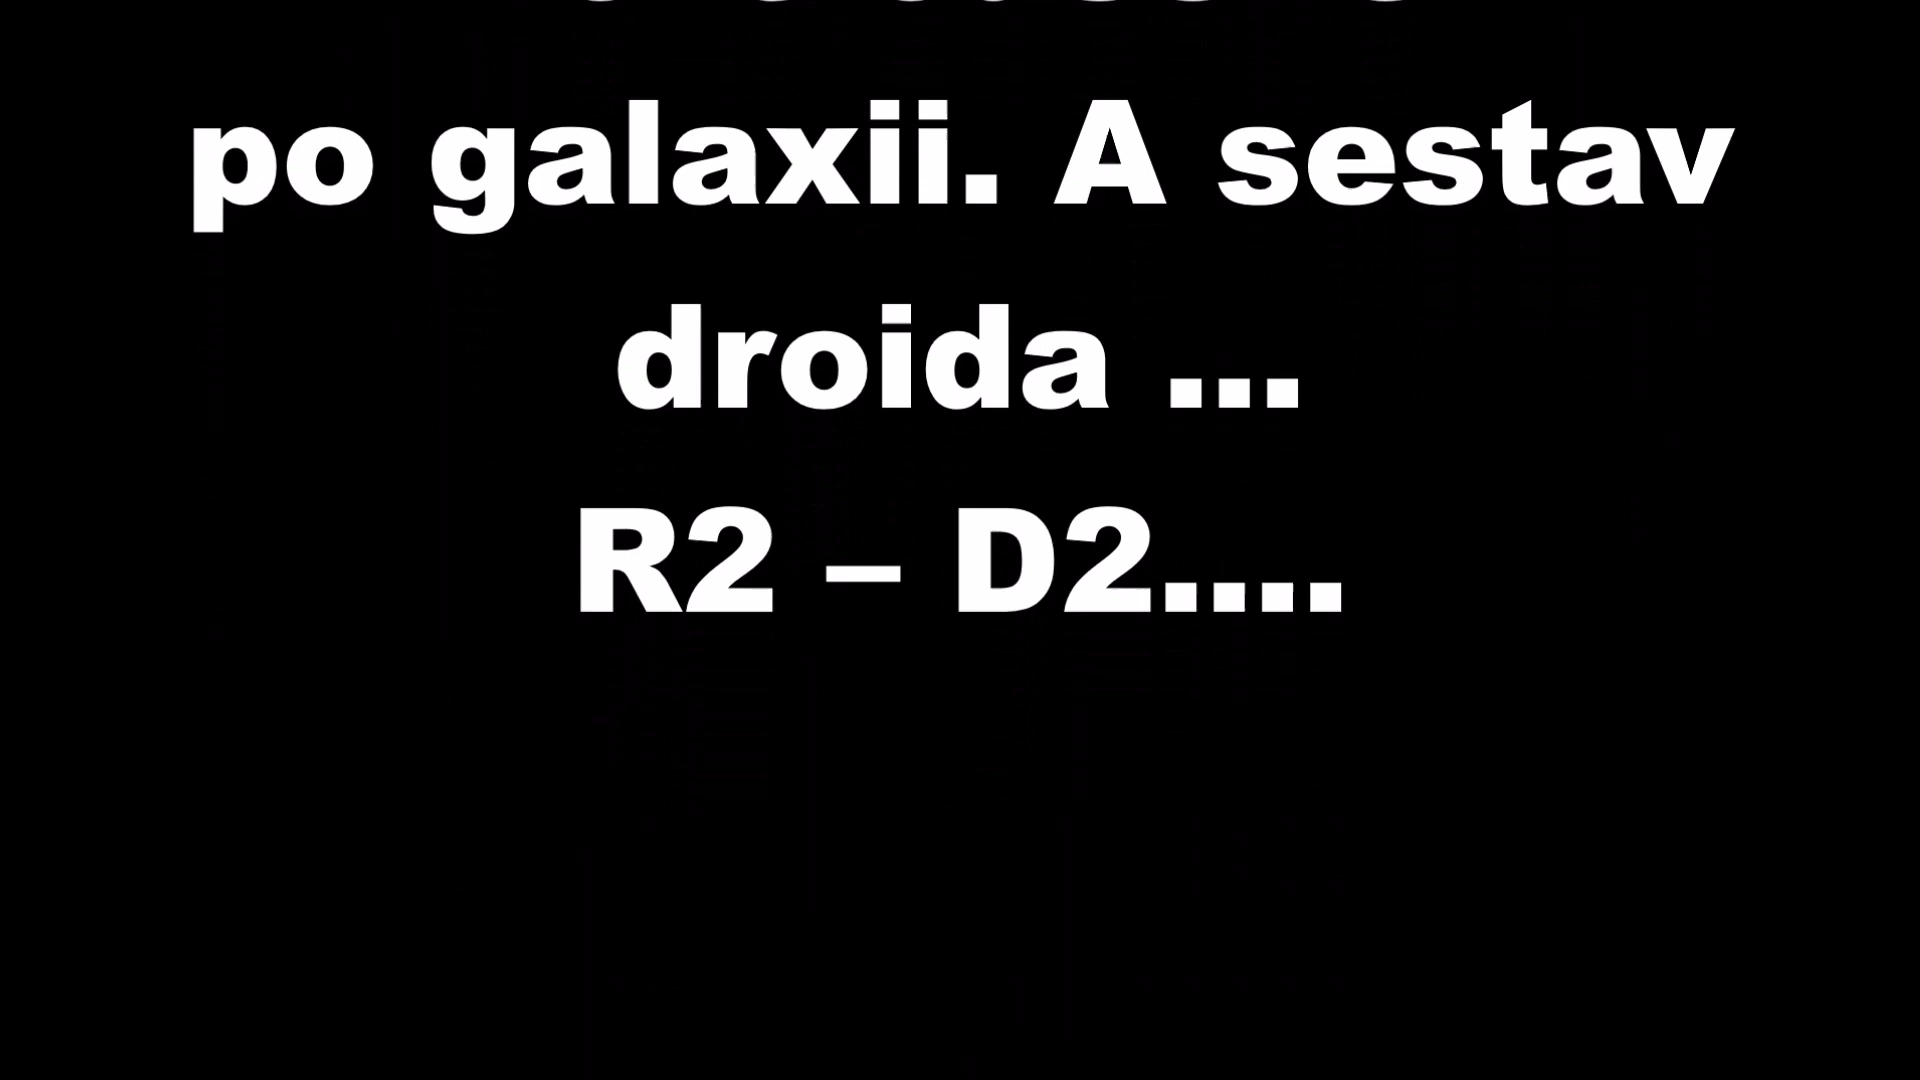 po galaxii. A sestav
droida ...
R2 – D2....